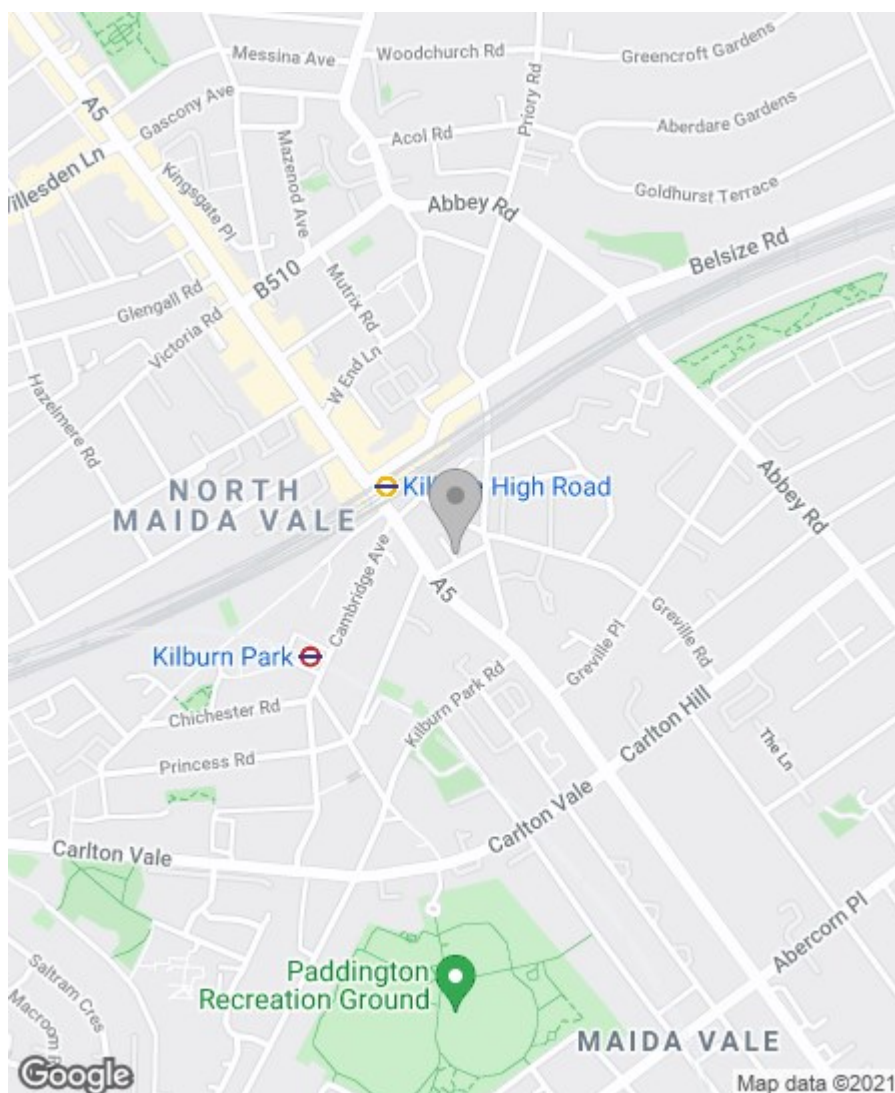 Messina Ave
Woodchurch Rd
Greencroft Gardens
A5
Gascony Ave
Priory Rd
Acol Rd
Aberdare Gardens
Mazenod Ave
Kingsgate Pl
Goldhurst Terrace
Abbey Rd
Belsize Rd
B510
Glengall Rd
Mutrix Rd
Victoria Rd
W End Ln
Hazelmere Rd
Abbey Rd
High Road
NORTH
MAIDA VALE
Cambridge Ave
A5
Greville Rd
Greville Pl
Kilburn Park
Kilburn Park Rd
Chichester Rd
Carlton Hill
The Ln
Princess Rd
Carlton Vale
Carlton Vale
Abercorn Pl
Saltram Cres
Paddington
Recreation Ground
Macroom
MAIDA VALE
Google
Map data ©2021